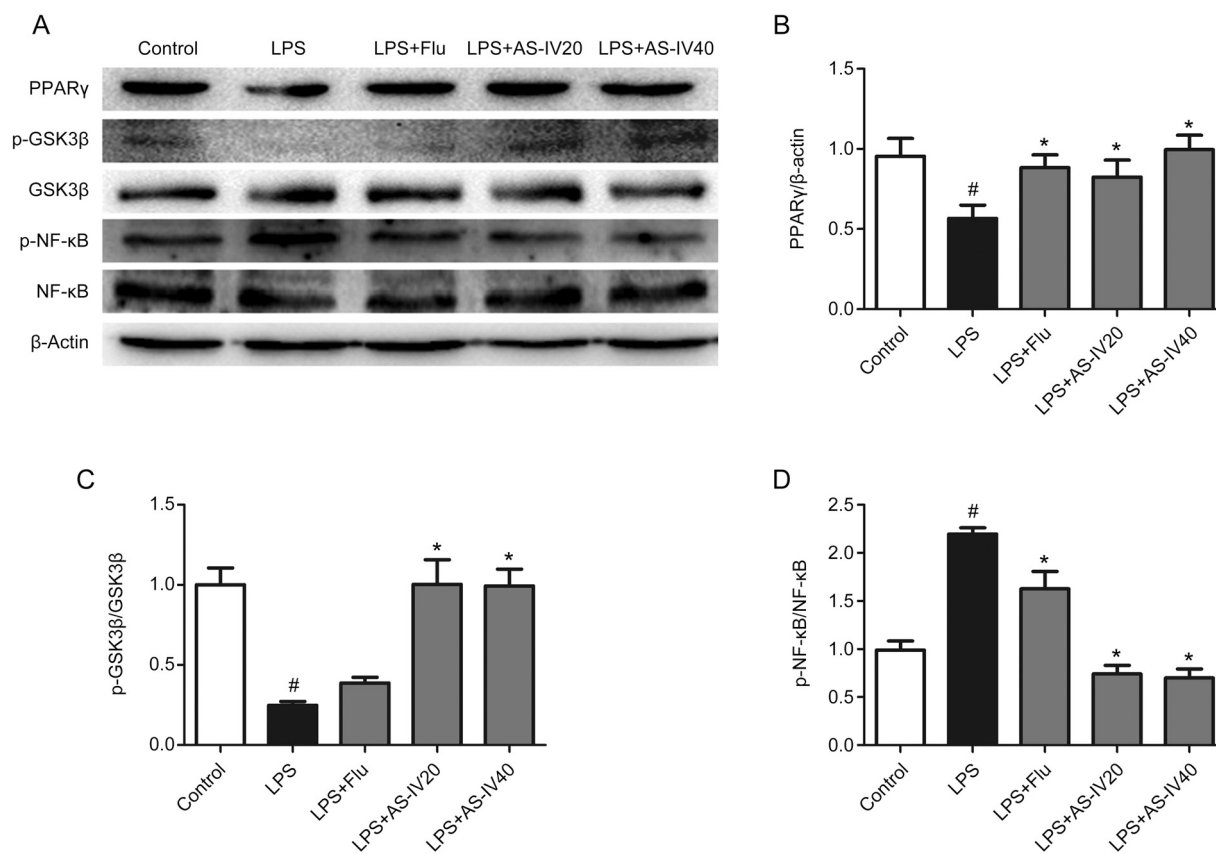 A
Control LPS LPS+Flu LPS+AS-IV20 LPS+AS-IV40
PPARγ
p-GSK3β
GSK3β
p-NF-κB
NF-κB
β-Actin
B
PPARγ/β-actin
1.5
1.0
0.5
0.0
*
*
*
#
Control
LPS
LPS+Flu
LPS+AS-IV20
LPS+AS-IV40
C
p-GSK3β/GSK3β
1.5
1.0
0.5
0.0
#
*
*
Control
LPS
LPS+Flu
LPS+AS-IV20
LPS+AS-IV40
D
p-NF-κB/NF-κB
2.5
2.0
1.5
1.0
0.5
0.0
#
*
*
*
Control
LPS
LPS+Flu
LPS+AS-IV20
LPS+AS-IV40